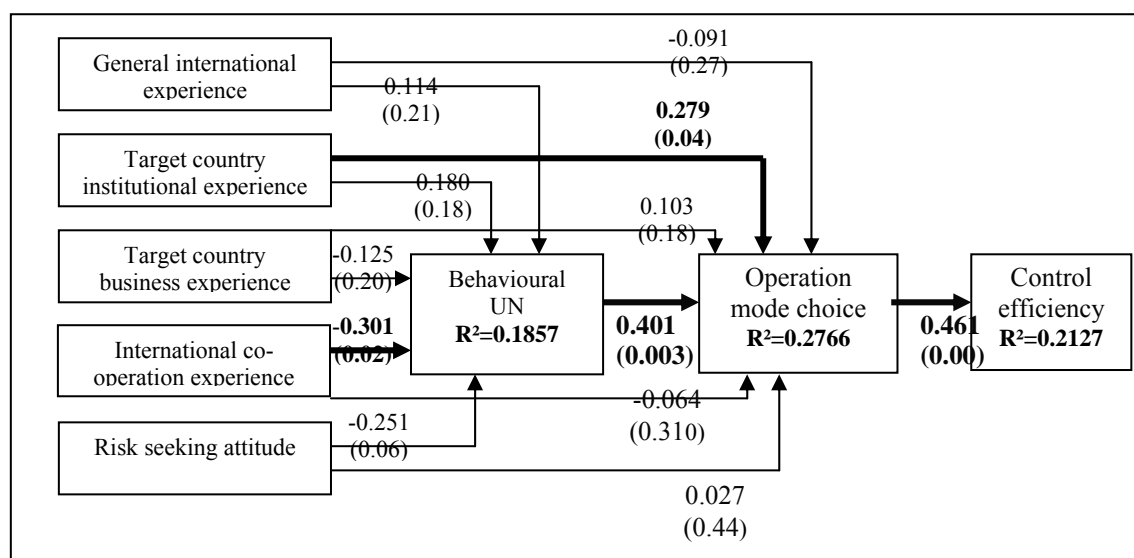 General international
experience
-0.091
(0.27)
0.114
(0.21)
0.279
(0.04)
Target country
institutional experience
0.180
(0.18)
0.103
(0.18)
Target country
business experience
-0.125
(0.20)
Behavioural
UN
R²=0.1857
Operation
mode choice
R²=0.2766
Control
efficiency
R²=0.2127
0.401
(0.003)
0.461
(0.00)
International co-
operation experience
-0.301
(0.02)
-0.064
(0.310)
Risk seeking attitude
-0.251
(0.06)
0.027
(0.44)